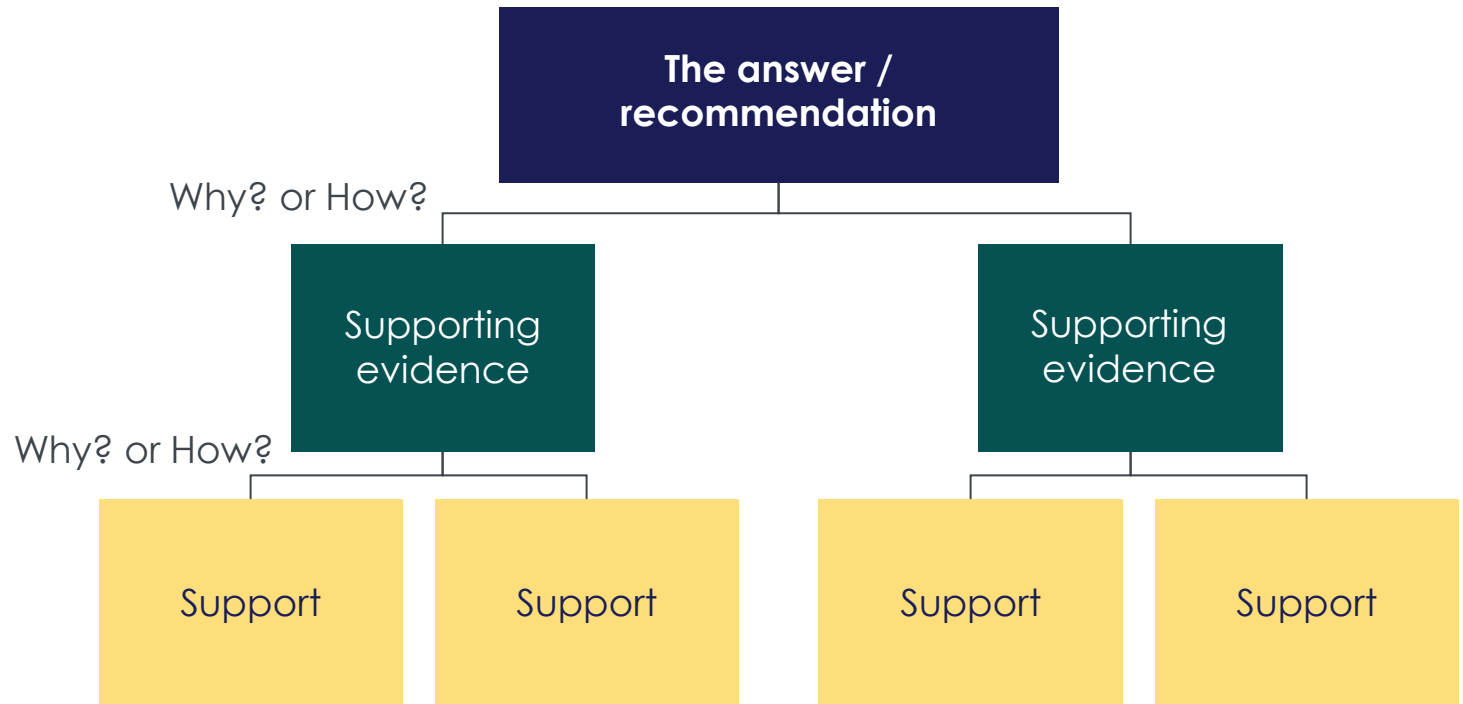 The answer /
recommendation
Why? or How?
Supporting
evidence
Supporting
evidence
Why? or How?
Support
Support
Support
Support